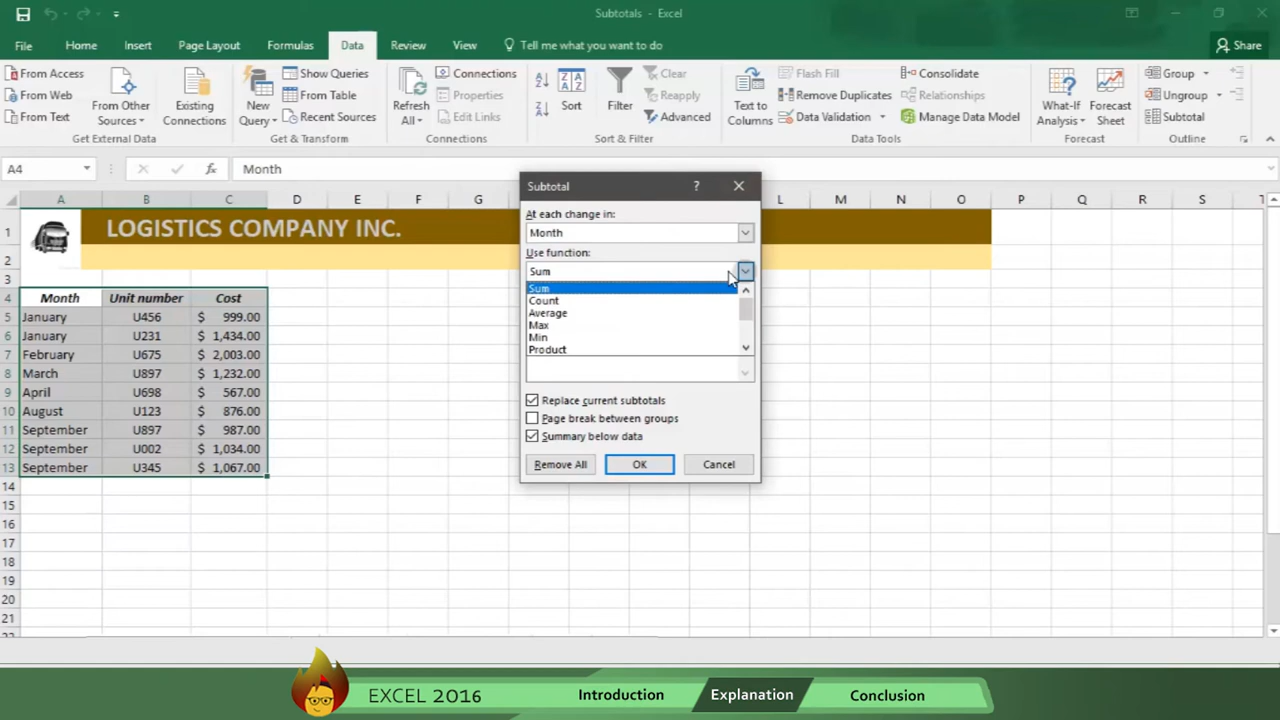 Subtotals - Excel
File Home Insert Page Layout Formulas Data Review View Tell me what you want to do Share
From Access
From Web
From Text
From Other Sources
Existing Connections
Get External Data
New Query
Show Queries
From Table
Recent Sources
Get & Transform
Refresh All
Connections
Properties
Edit Links
Connections
Sort
Filter
Clear
Reapply
Advanced
Sort & Filter
Text to Columns
Flash Fill
Remove Duplicates
Data Validation
Consolidate
Relationships
Manage Data Model
Data Tools
What-If Analysis
Forecast Sheet
Forecast
Group
Ungroup
Subtotal
Outline
A4 fx Month
A B C D E F G L M N O P Q R S T
1 LOGISTICS COMPANY INC.
2
3
4 Month Unit number Cost
5 January U456 $ 999.00
6 January U231 $ 1,434.00
7 February U675 $ 2,003.00
8 March U897 $ 1,232.00
9 April U698 $ 567.00
10 August U123 $ 876.00
11 September U897 $ 987.00
12 September U002 $ 1,034.00
13 September U345 $ 1,067.00
14
15
16
17
18
19
20
21
Subtotal ?
At each change in:
Month
Use function:
Sum
Sum
Count
Average
Max
Min
Product
Replace current subtotals
Page break between groups
Summary below data
Remove All OK Cancel
EXCEL 2016 Introduction Explanation Conclusion